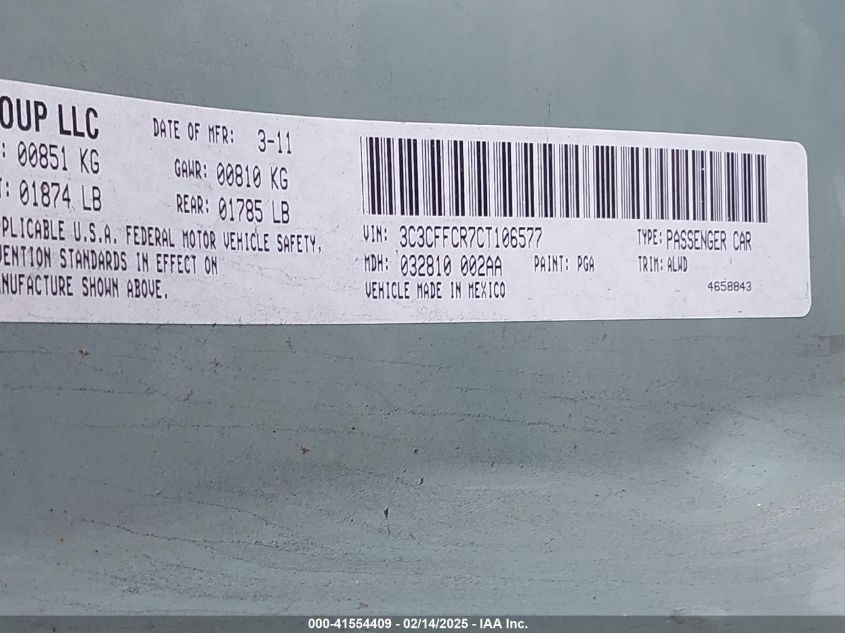 OUP LLC
DATE OF MFR: 3-11
: 00851 KG
GAWR: 00810 KG
T: 01874 LB
REAR: 01785 LB
PLICABLE U.S.A. FEDERAL MOTOR VEHICLE SAFETY,
VENTION STANDARDS IN EFFECT ON
NUFACTURE SHOWN ABOVE.
VIN: 3C3CFFCR7CT106577
TYPE: PASSENGER CAR
MDH: 032810 002AA
PAINT: PGA
TRIM: ALWD
VEHICLE MADE IN MEXICO
4658843
000-41554409 - 02/14/2025 - IAA Inc.